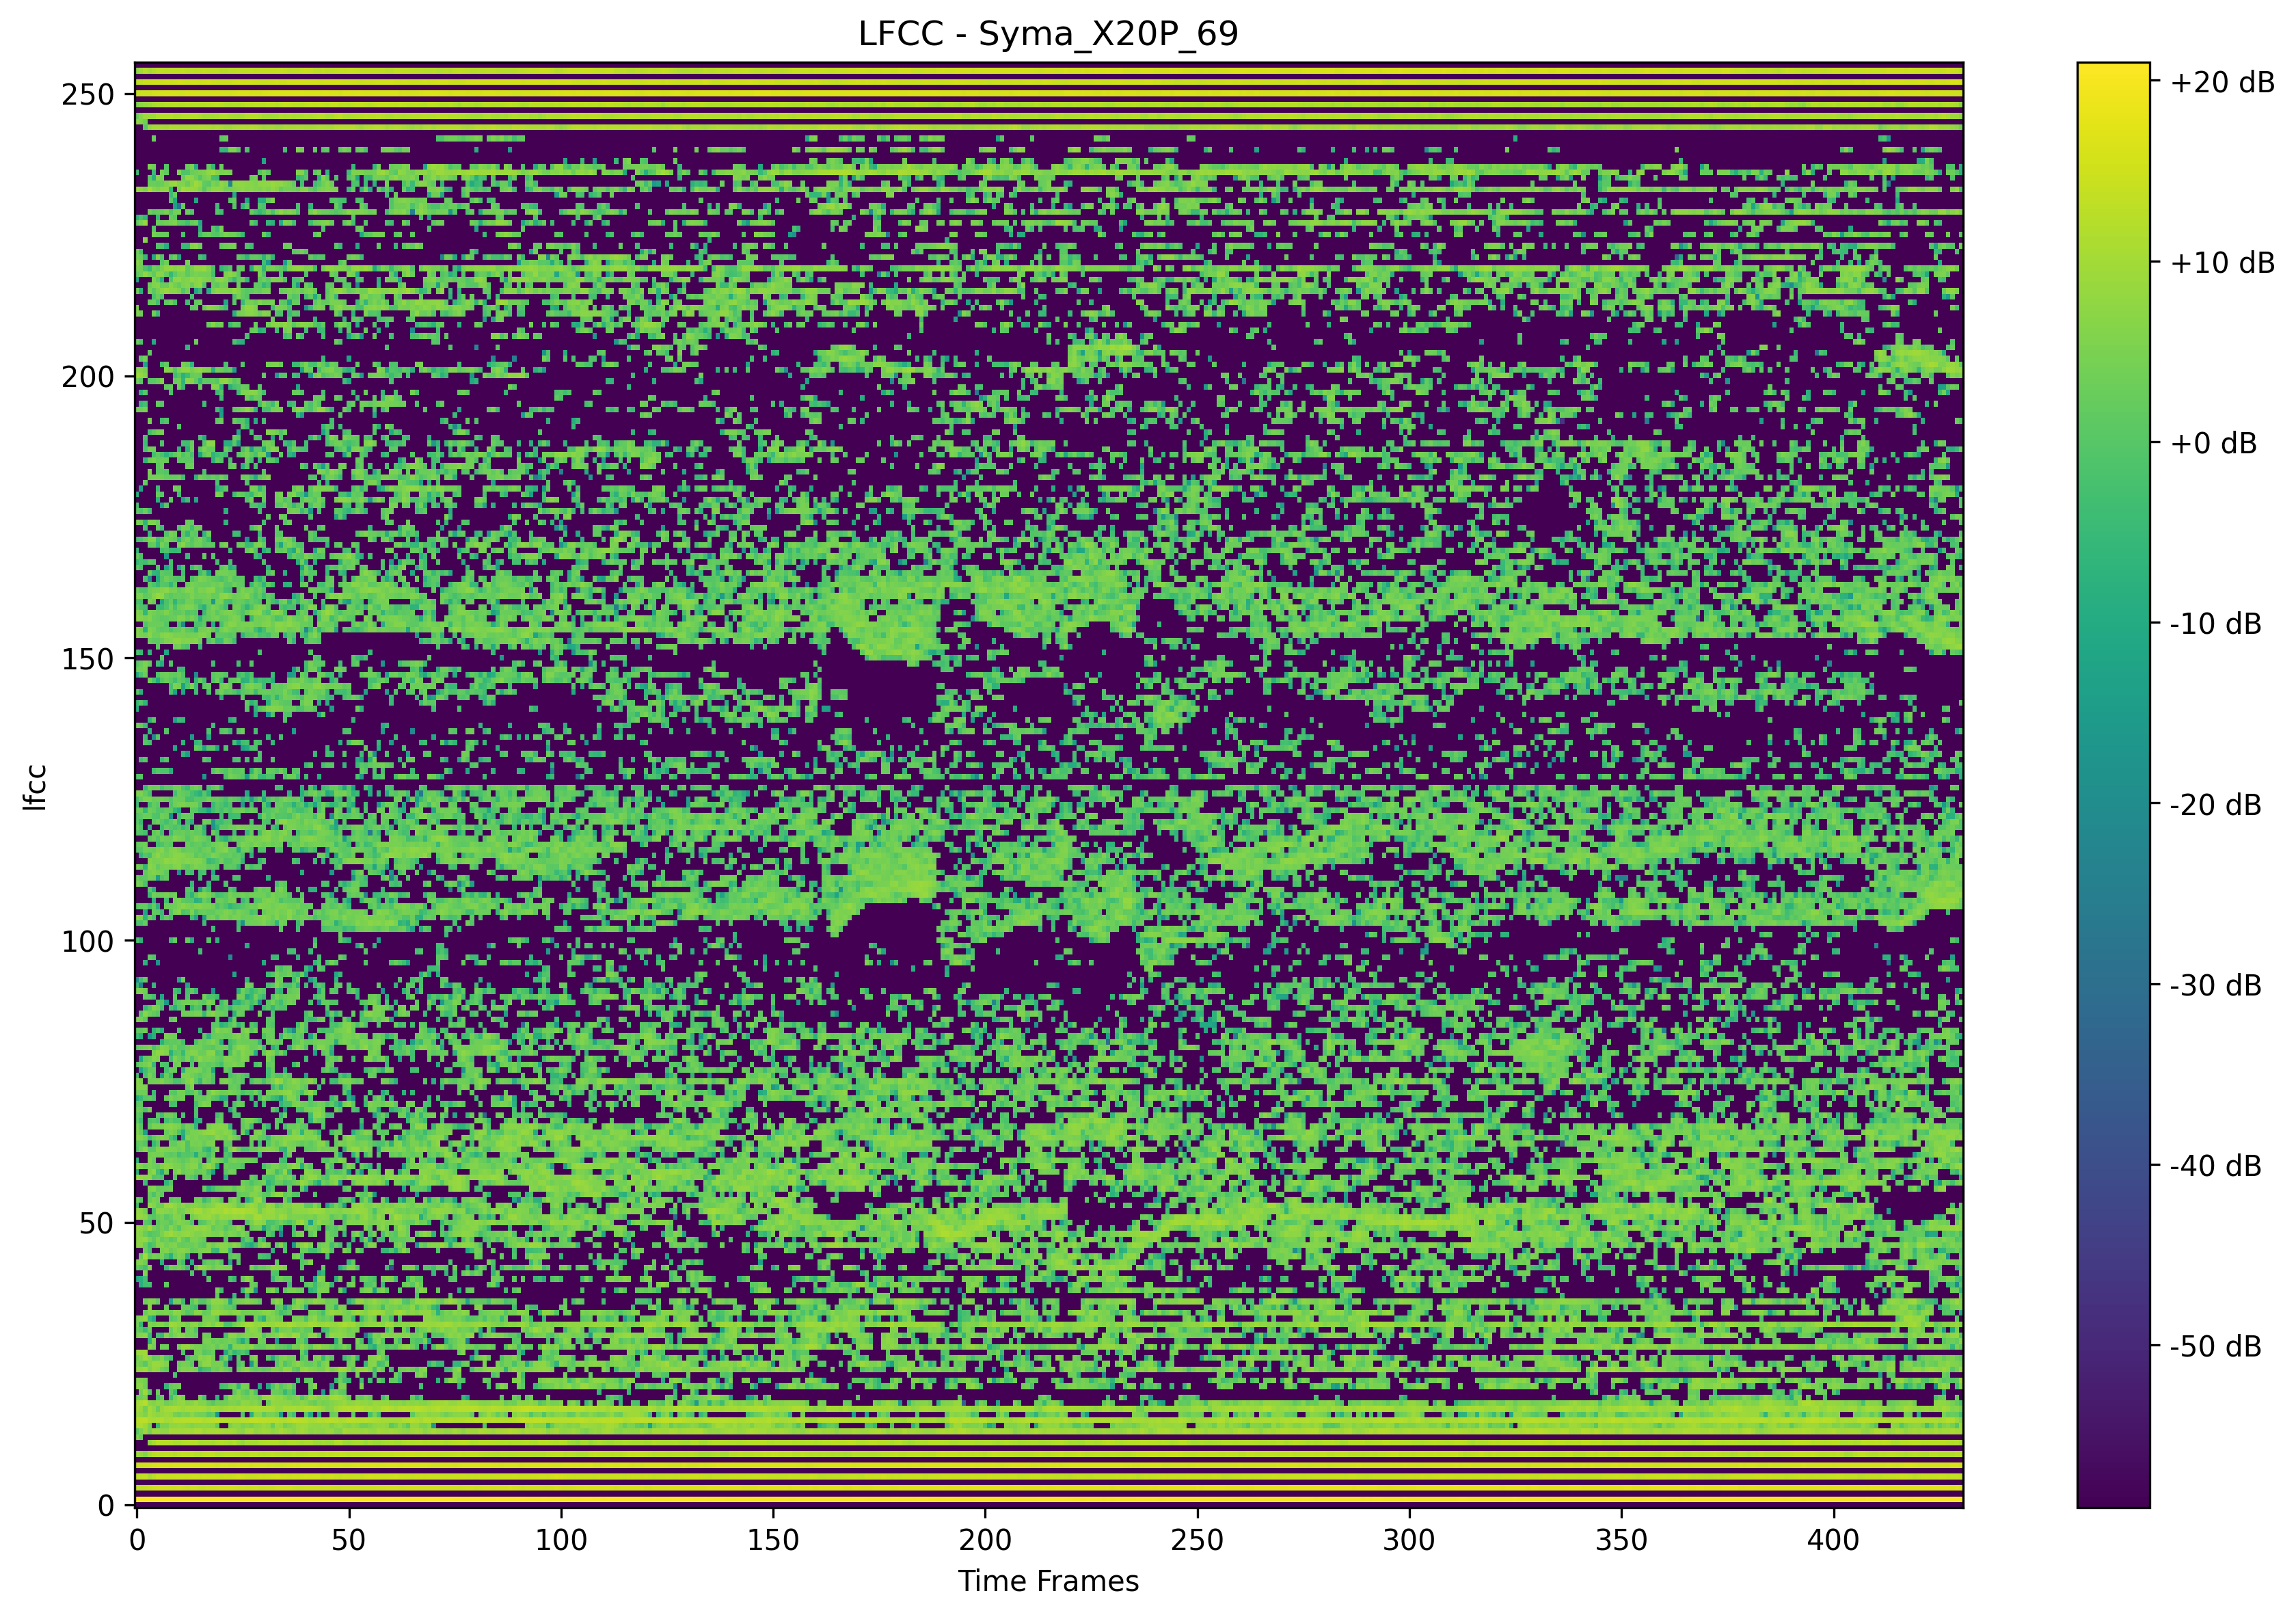 LFCC - Syma_X20P_69
250
200
150
100
50
0
lfcc
0 50 100 150 200 250 300 350 400
Time Frames
+20 dB
+10 dB
+0 dB
-10 dB
-20 dB
-30 dB
-40 dB
-50 dB